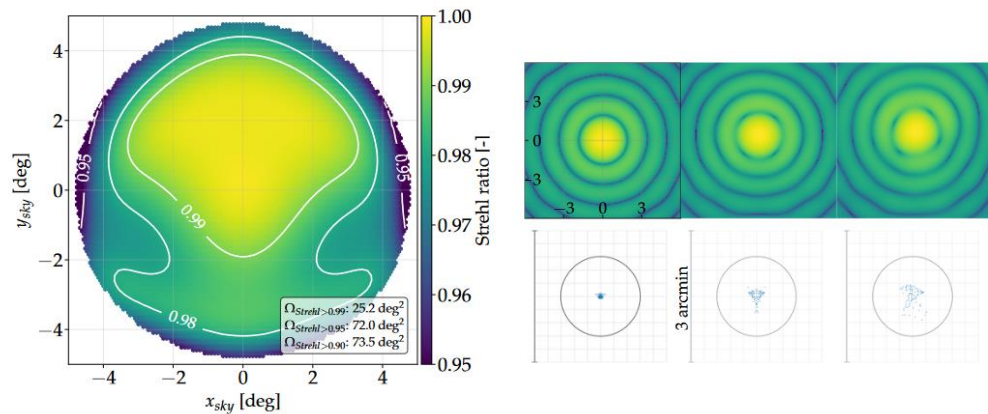 1.00
0.99
0.98
0.97
0.96
0.95
Strehl ratio [-]
4
2
0
−2
−4
y_sky [deg]
−4 −2 0 2 4
x_sky [deg]
0.95
0.95
0.99
0.98
Ω_Strehl>0.99: 25.2 deg²
Ω_Strehl>0.95: 72.0 deg²
Ω_Strehl>0.90: 73.5 deg²
3
0
−3
−3 0 3
3 arcmin